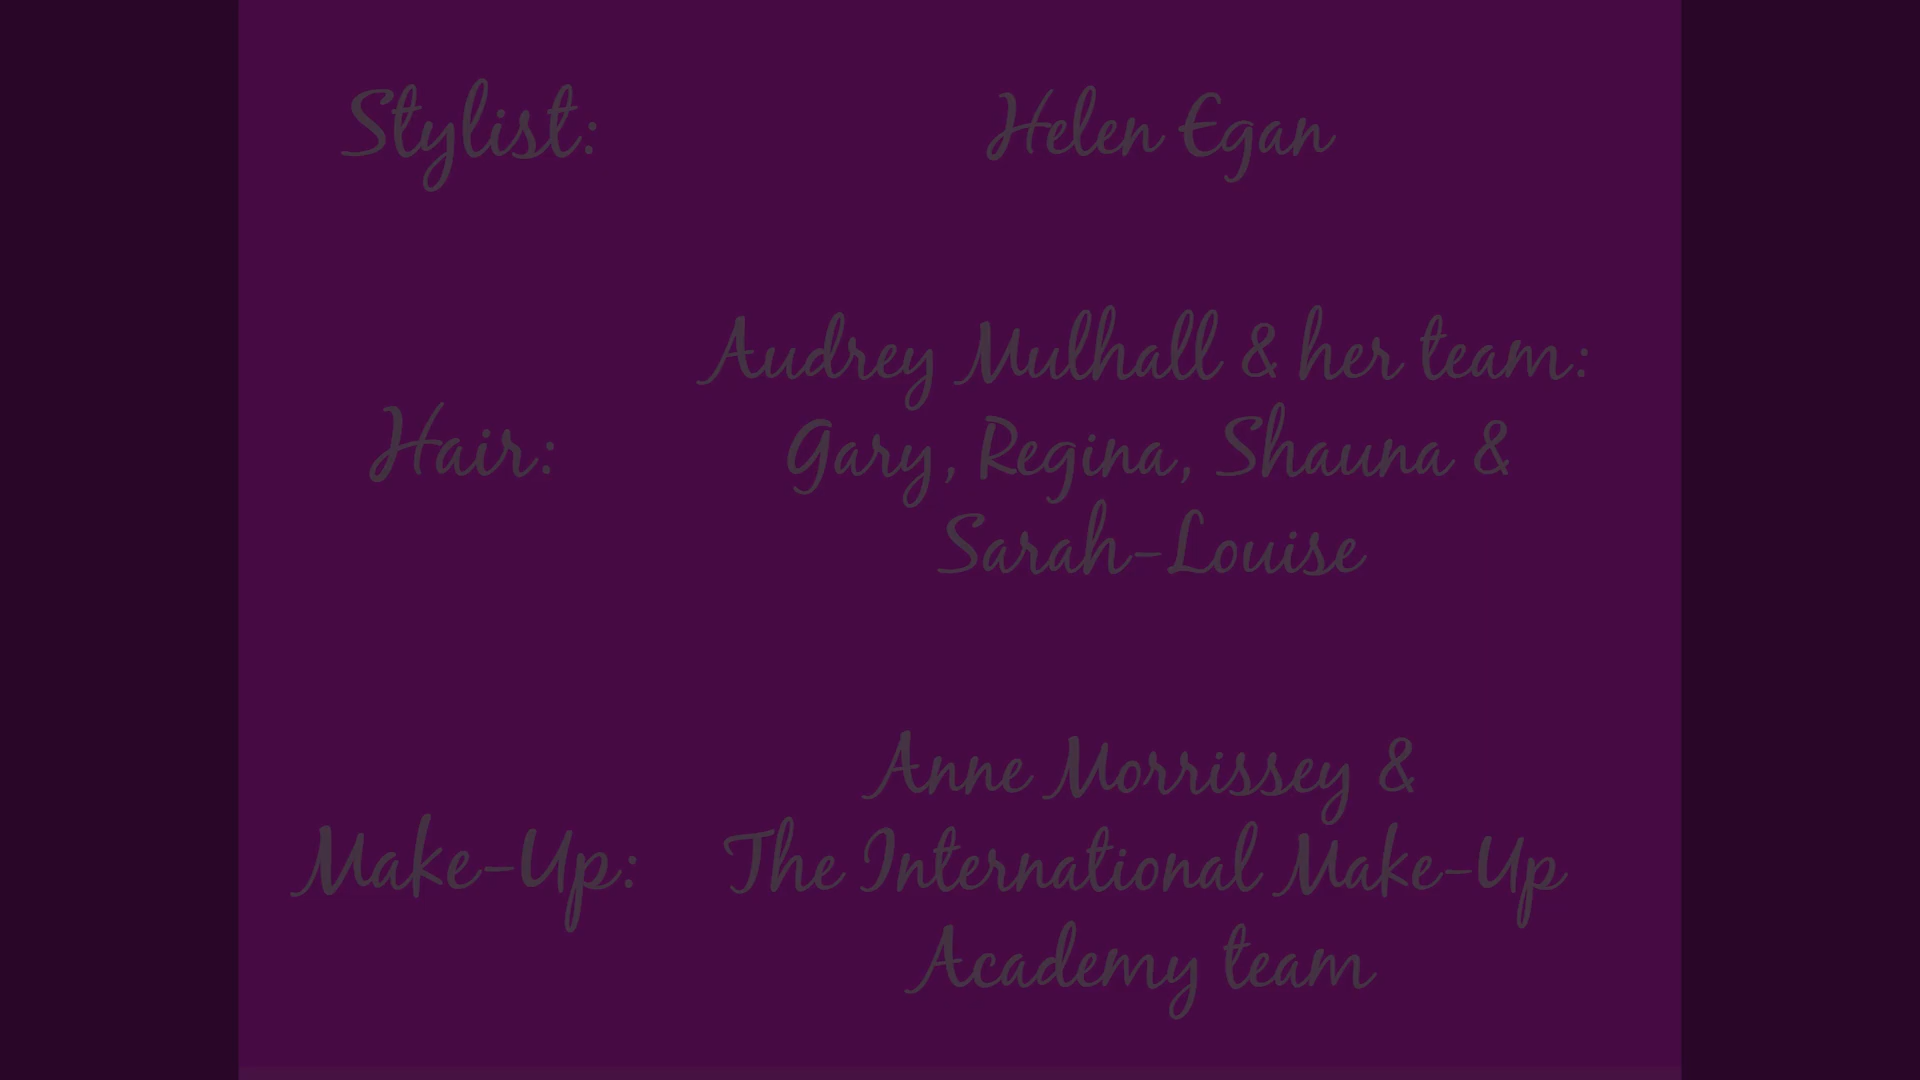 Stylist: Helen Egan
Audrey Mulhall & her team:
Hair: Gary, Regina, Shauna &
Sarah-Louise
Anne Morrissey &
Make-Up: The International Make-Up
Academy team